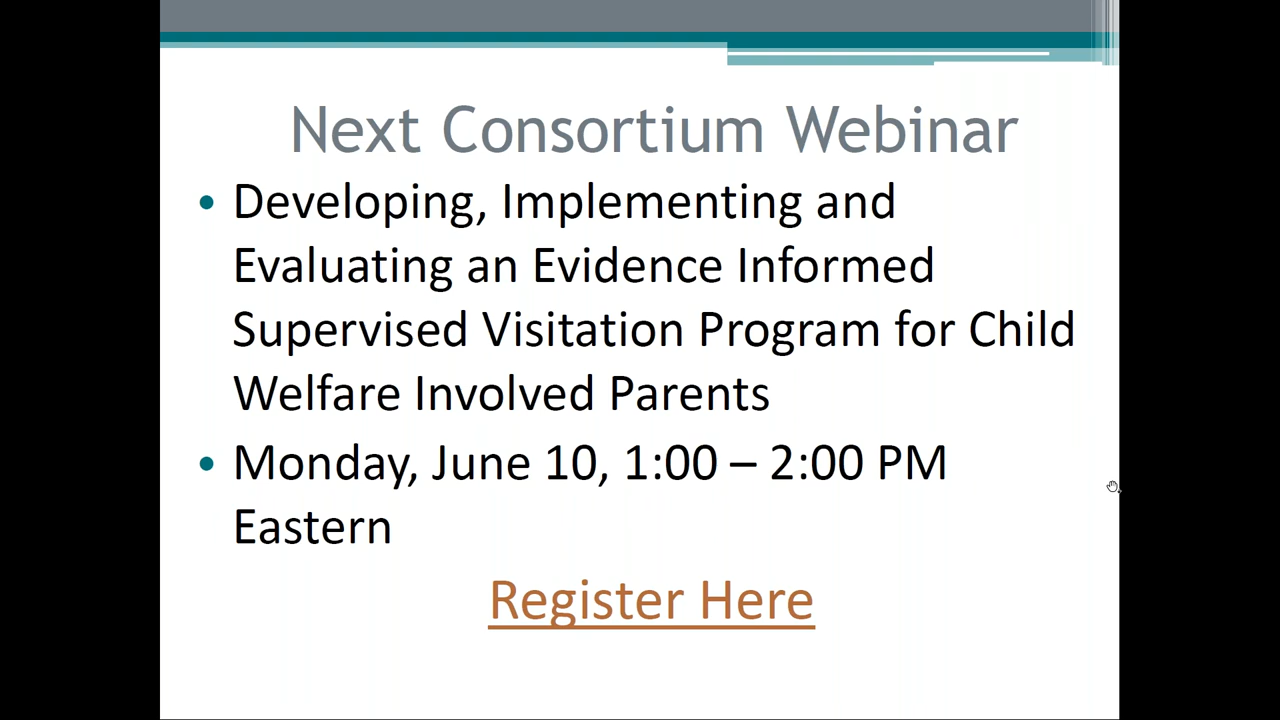 Next Consortium Webinar
• Developing, Implementing and
Evaluating an Evidence Informed
Supervised Visitation Program for Child
Welfare Involved Parents
• Monday, June 10, 1:00 – 2:00 PM
Eastern
Register Here